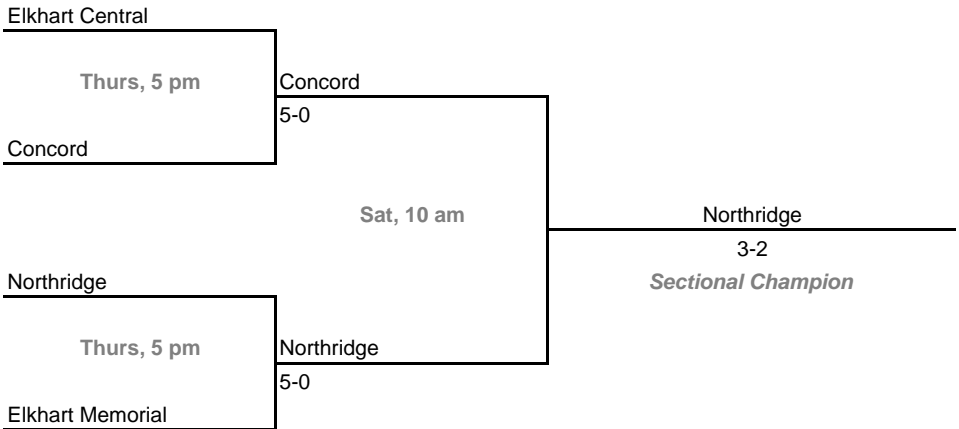 Elkhart Central
Thurs, 5 pm
Concord
5-0
Concord
Sat, 10 am
Northridge
3-2
Sectional Champion
Northridge
Thurs, 5 pm
Northridge
5-0
Elkhart Memorial